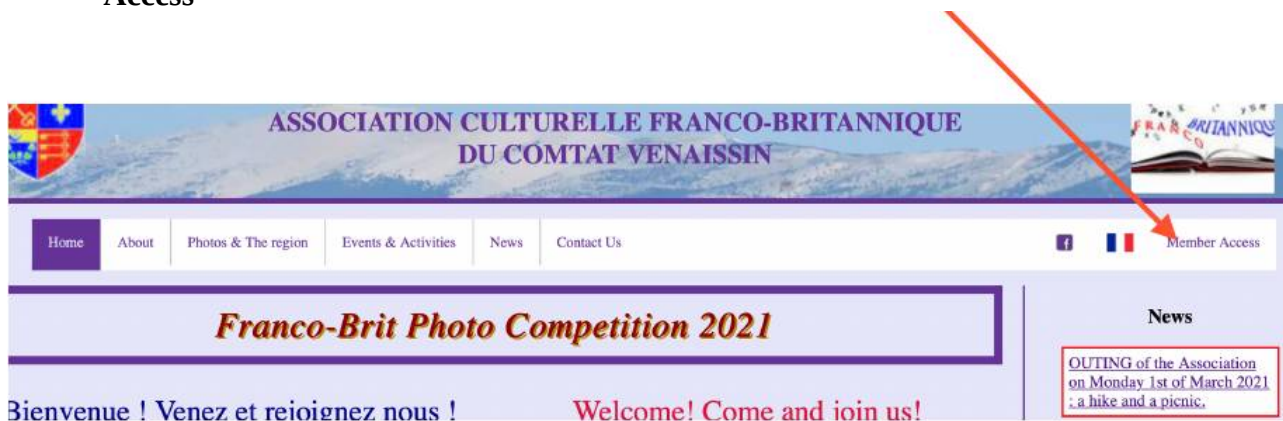 Access
ASSOCIATION CULTURELLE FRANCO-BRITANNIQUE
DU COMTAT VENAISSIN
FRANCO BRITANNIQUE
Home About Photos & The region Events & Activities News Contact Us f Member Access
Franco-Brit Photo Competition 2021
News
OUTING of the Association
on Monday 1st of March 2021
: a hike and a picnic.
Bienvenue ! Venez et rejoignez nous ! Welcome! Come and join us!